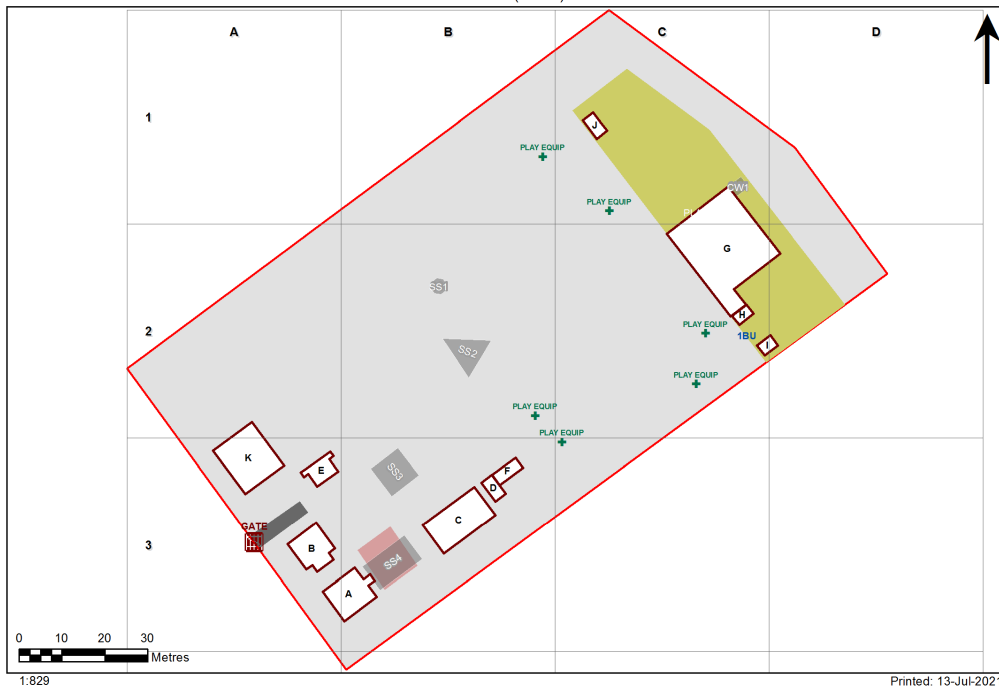 A B C D
1
J
PLAY EQUIP
CW1
PLAY EQUIP
G
SS1
H
PLAY EQUIP
2
1BU
I
SS2
PLAY EQUIP
PLAY EQUIP
PLAY EQUIP
K
E
SS3
F
D
C
GATE
3
B
SS4
A
0 10 20 30
Metres
1:829
Printed: 13-Jul-2021